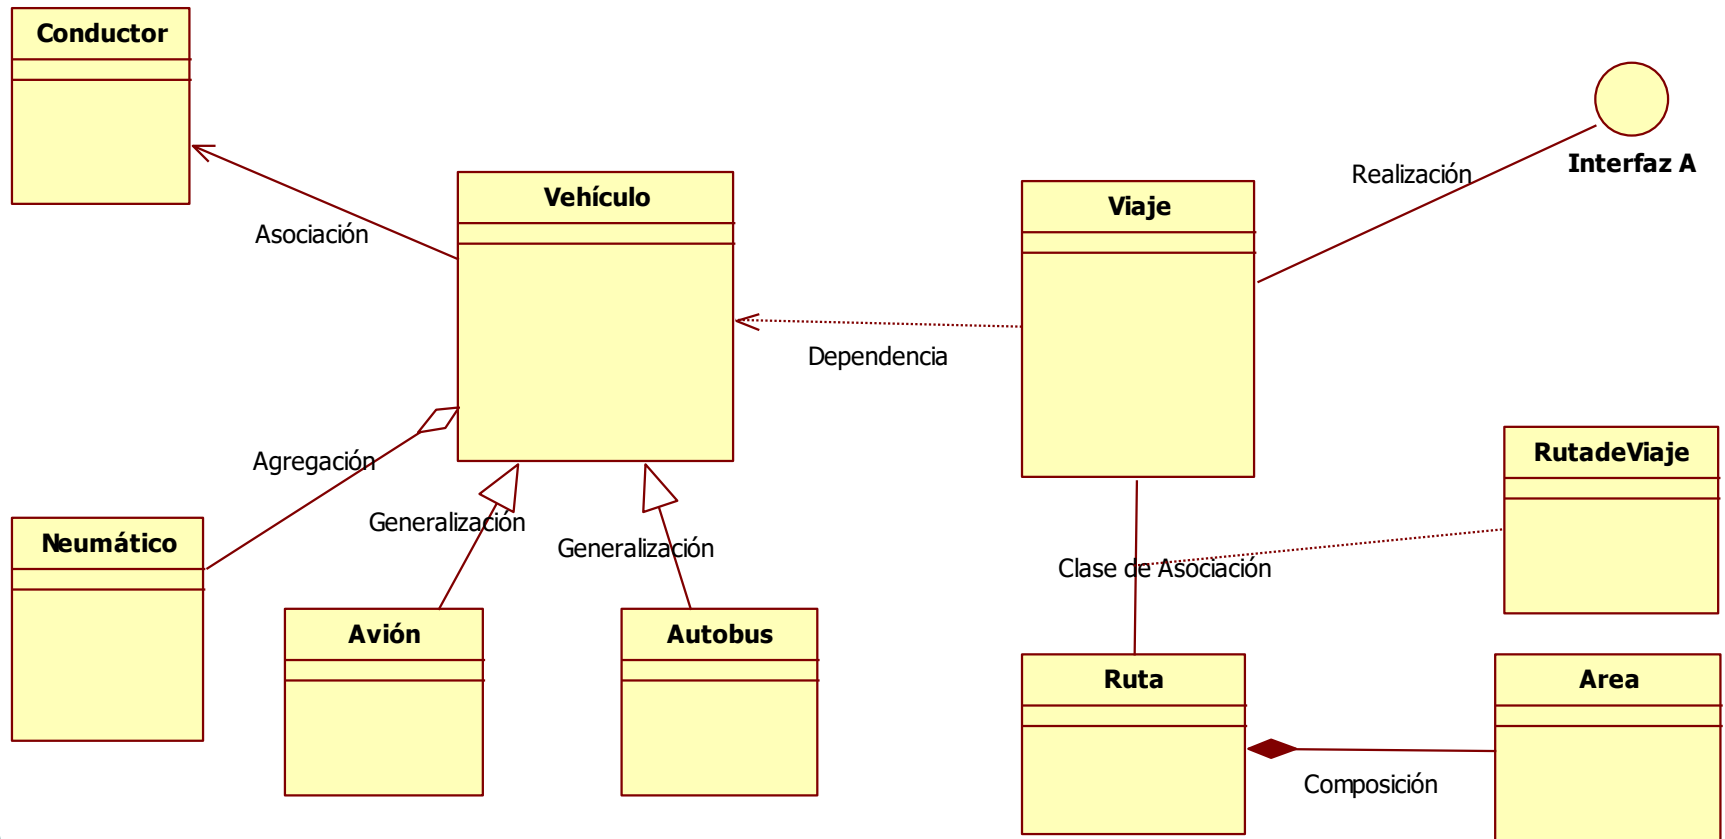 Conductor
Interfaz A
Realización
Vehículo
Viaje
Asociación
Dependencia
RutadeViaje
Agregación
Generalización
Neumático
Generalización
Clase de Asociación
Avión
Autobus
Ruta
Area
Composición